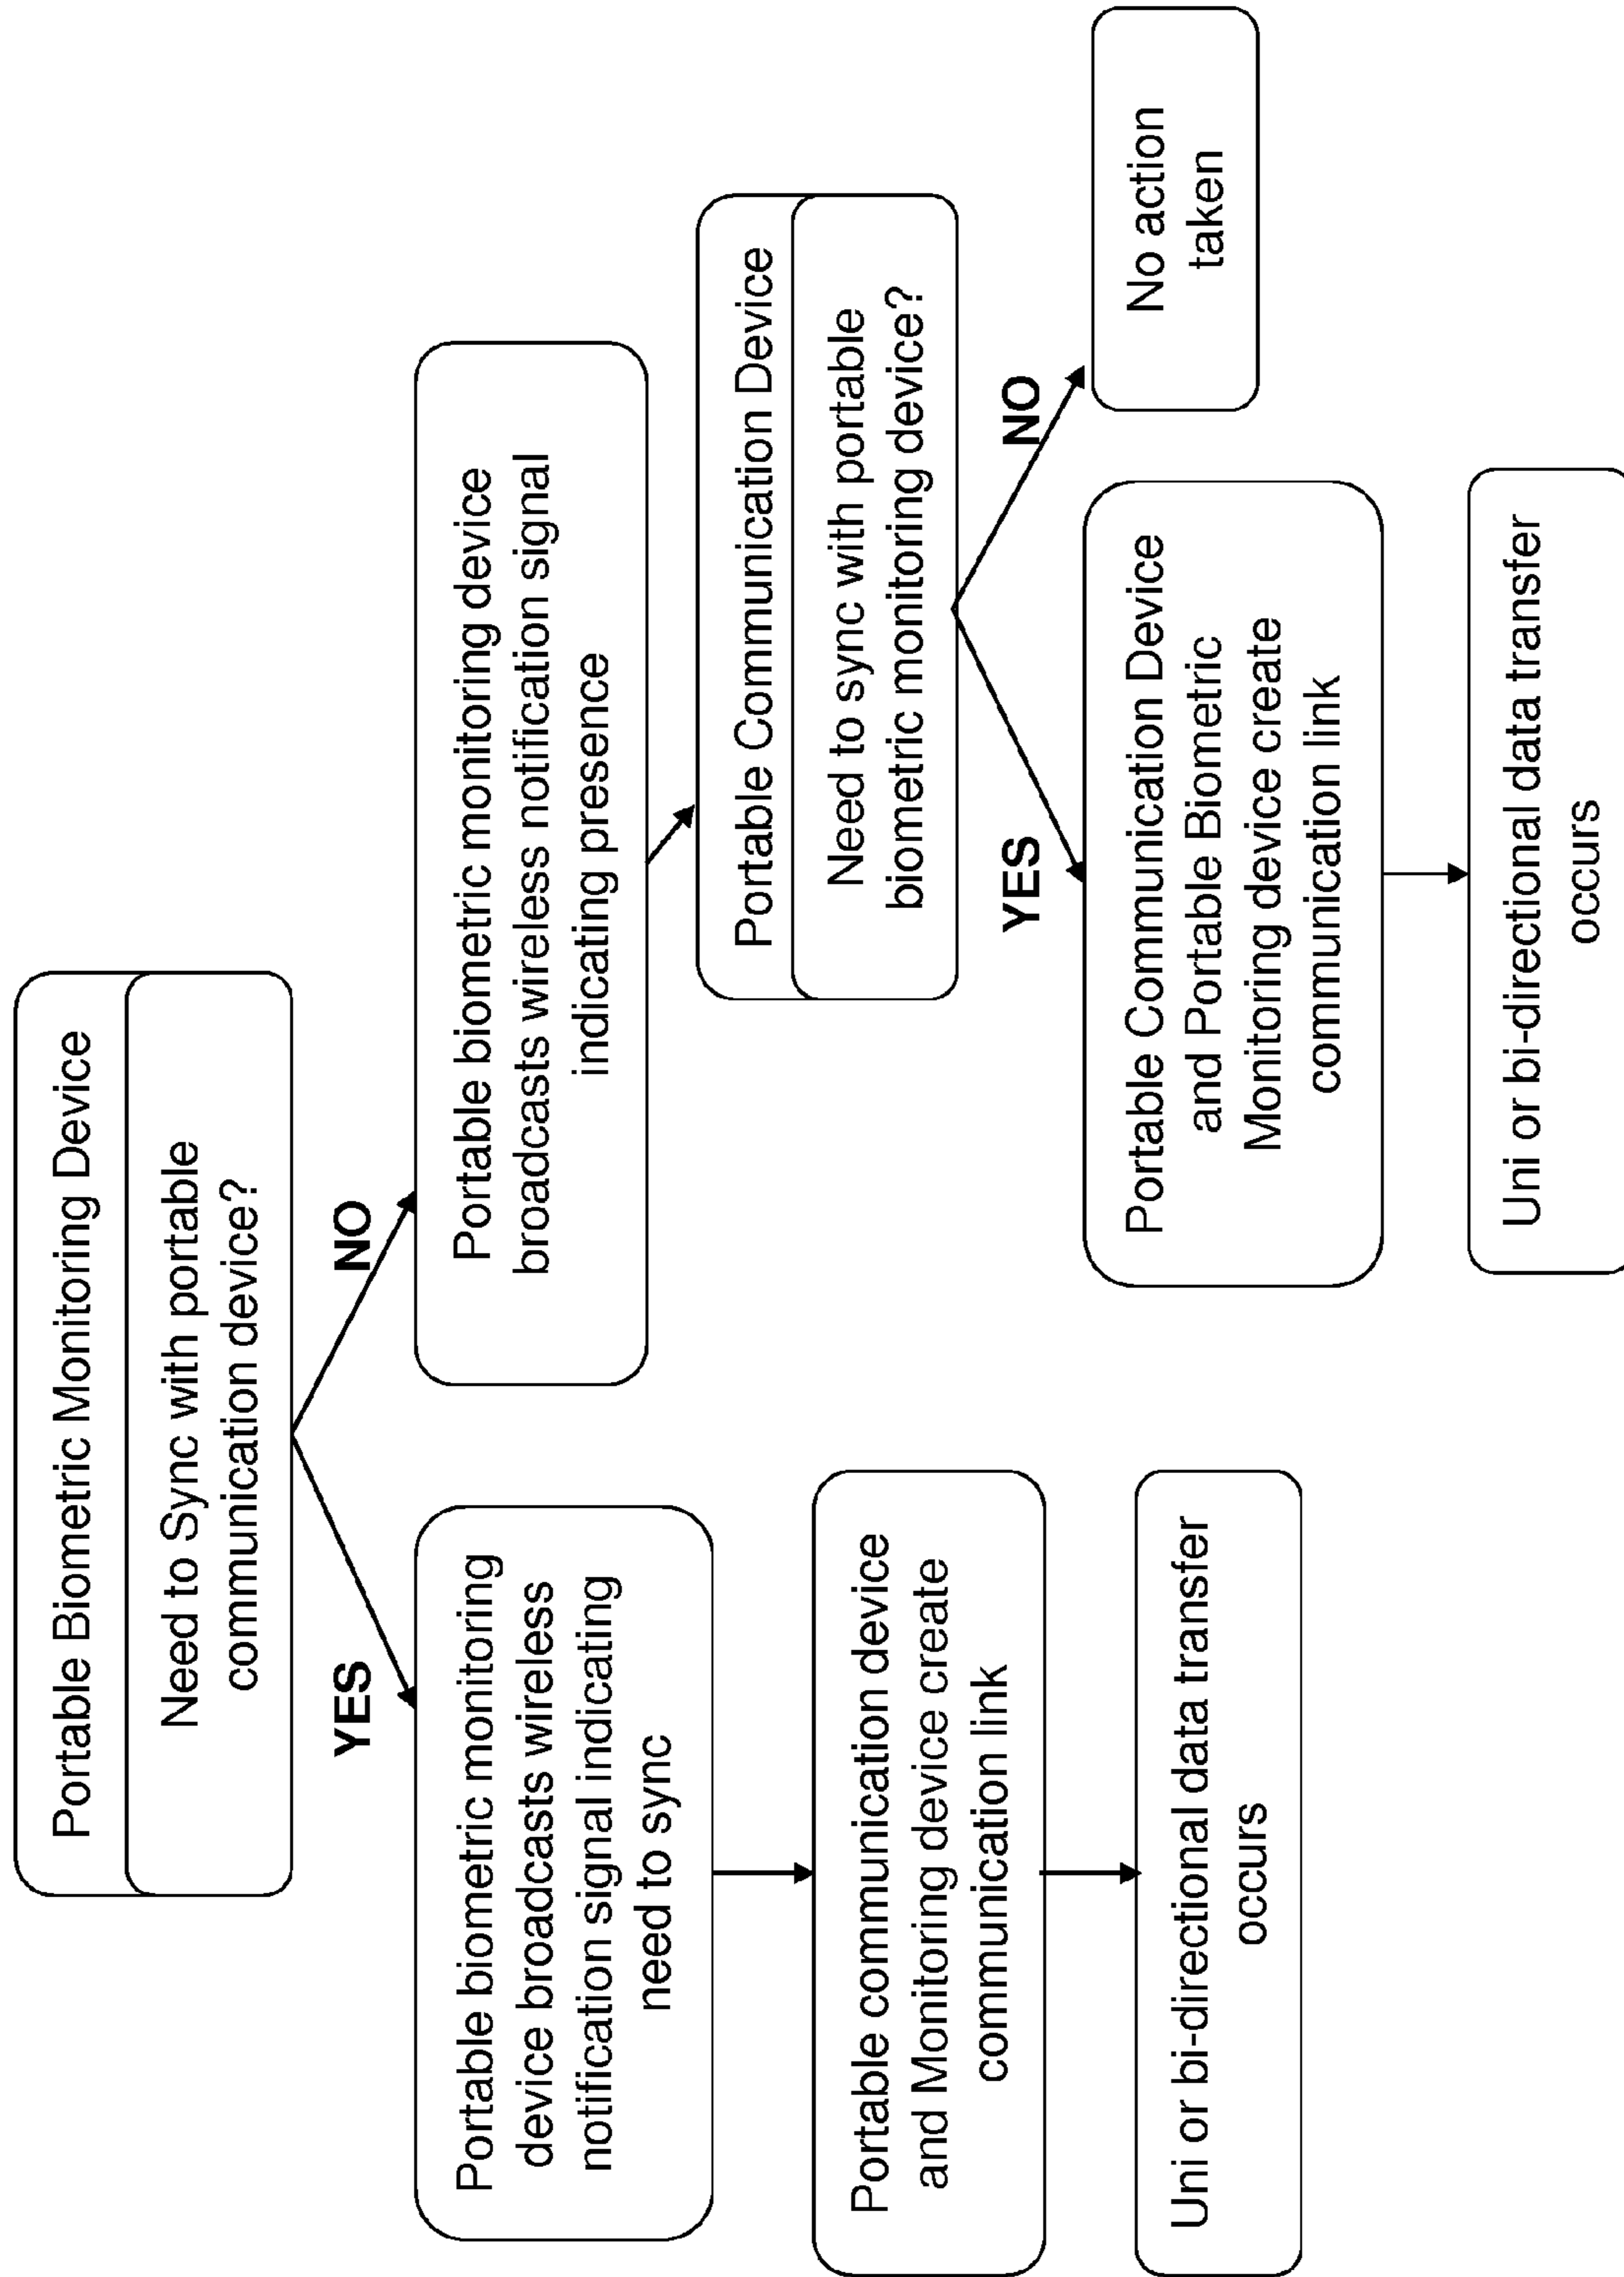 Portable Biometric Monitoring Device
Need to Sync with portable
communication device?
YES
NO
Portable biometric monitoring
device broadcasts wireless
notification signal indicating
need to sync
Portable communication device
and Monitoring device create
communication link
Uni or bi-directional data transfer
occurs
Portable biometric monitoring device
broadcasts wireless notification signal
indicating presence
Portable Communication Device
Need to sync with portable
biometric monitoring device?
YES
NO
Portable Communication Device
and Portable Biometric
Monitoring device create
communication link
Uni or bi-directional data transfer
occurs
No action
taken